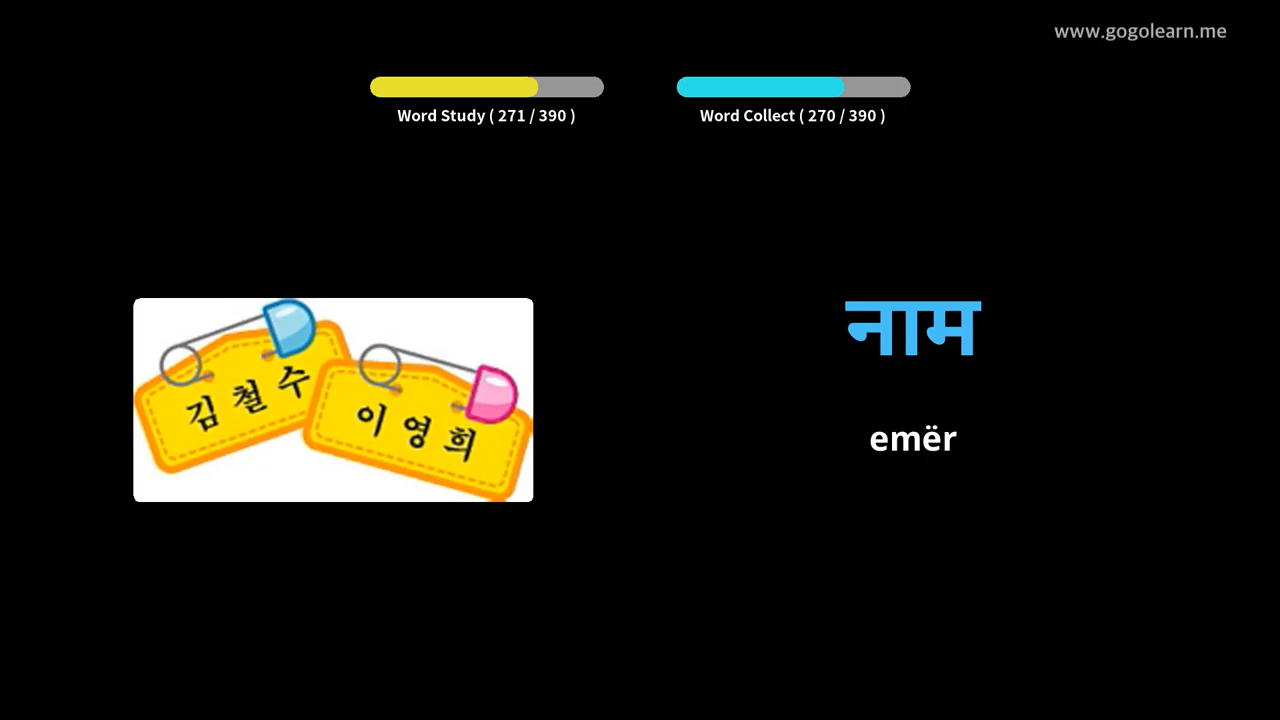 www.gogolearn.me
Word Study ( 271 / 390 )
Word Collect ( 270 / 390 )
김철수
이영희
नाम
emër